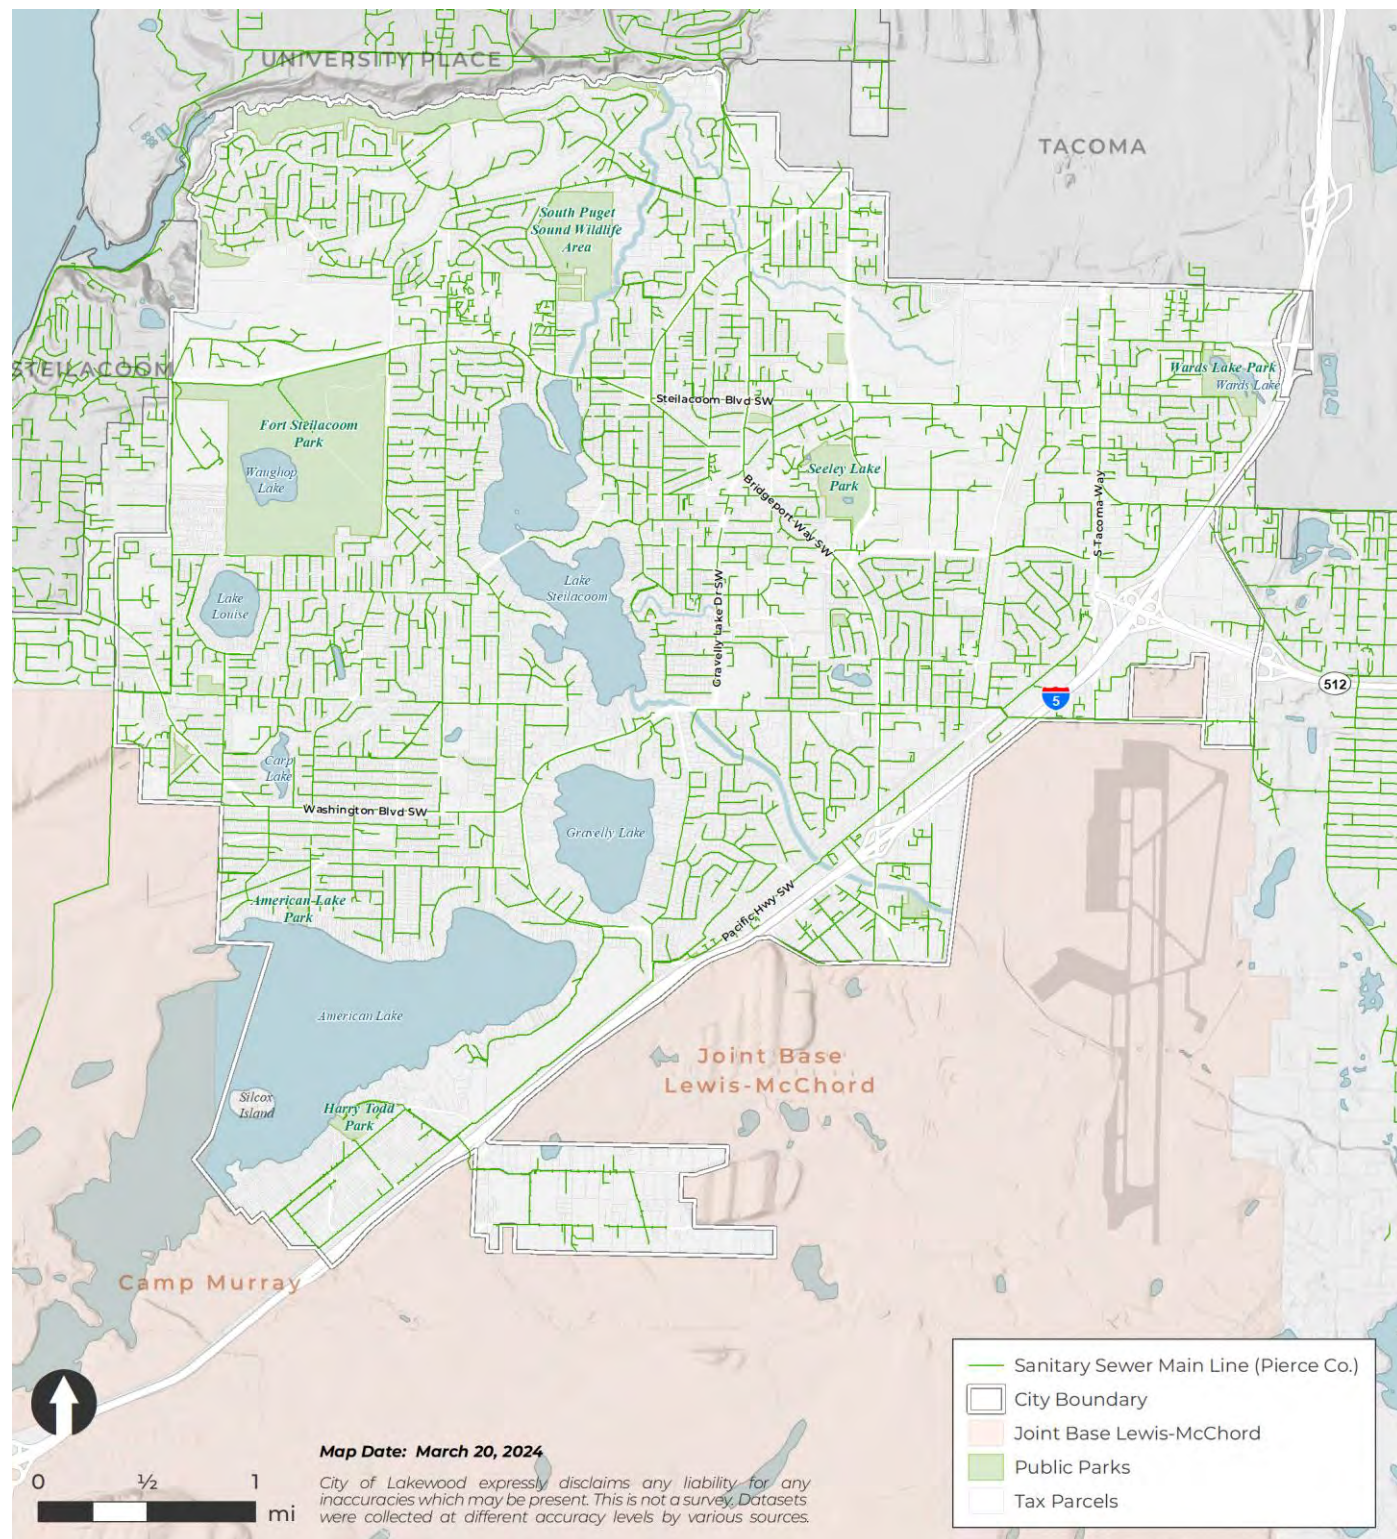 UNIVERSITY PLACE
TACOMA
South Puget
Sound Wildlife
Area
STEILACOOM
Wards Lake Park
Wards Lake
Steilacoom Blvd SW
Fort Steilacoom
Park
Waughop
Lake
Seeley Lake
Park
Bridgeport Way SW
S Tacoma Way
Lake
Louise
Lake
Steilacoom
Gravelly Lake Dr SW
512
5
Carp
Lake
Washington Blvd SW
Gravelly Lake
American Lake
Park
Pacific Hwy SW
American Lake
Joint Base
Lewis-McChord
Silcox
Island
Harry Todd
Park
Camp Murray
Sanitary Sewer Main Line (Pierce Co.)
City Boundary
Joint Base Lewis-McChord
Public Parks
Tax Parcels
Map Date: March 20, 2024
City of Lakewood expressly disclaims any liability for any
inaccuracies which may be present. This is not a survey. Datasets
were collected at different accuracy levels by various sources.
0 ½ 1
mi